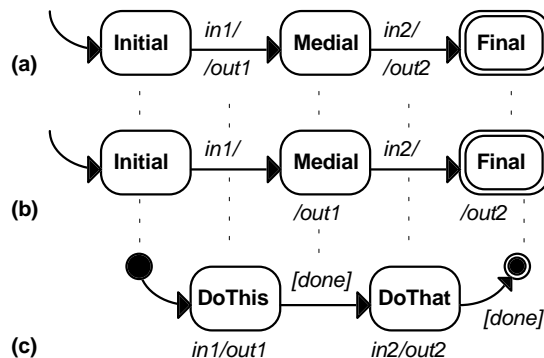 Initial in1/ Medial in2/ Final
(a) /out1 /out2
Initial in1/ Medial in2/ Final
(b) /out1 /out2
[done]
DoThis DoThat
[done]
(c) in1/out1 in2/out2